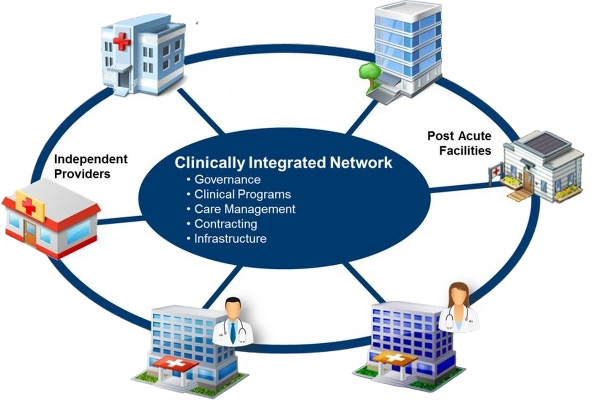 Independent
Providers
Post Acute
Facilities
Clinically Integrated Network
• Governance
• Clinical Programs
• Care Management
• Contracting
• Infrastructure